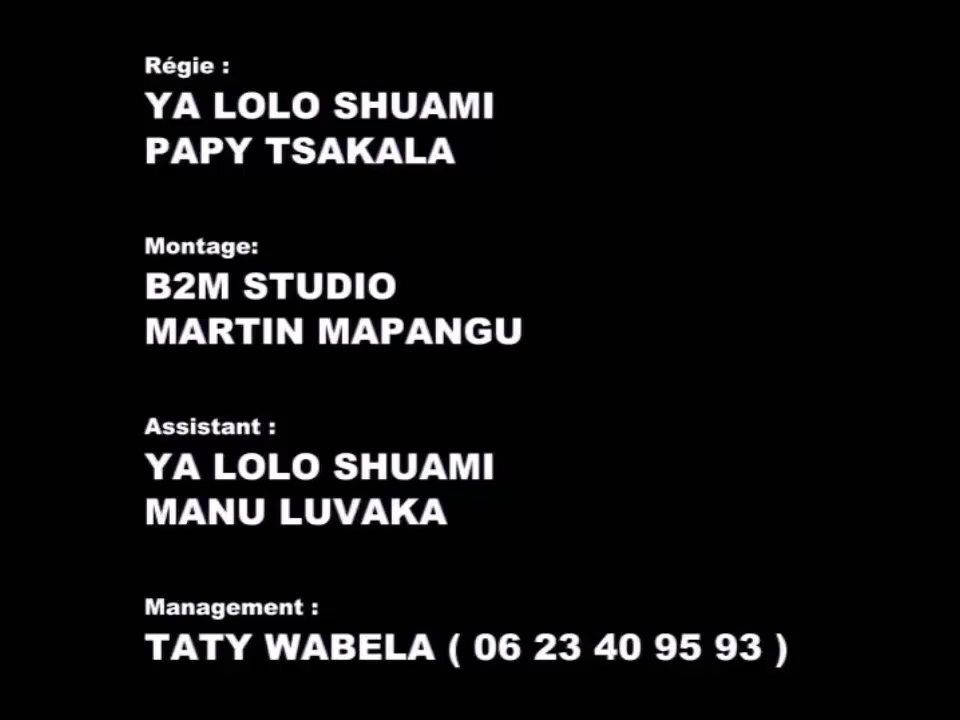 Régie :
YA LOLO SHUAMI
PAPY TSAKALA
Montage:
B2M STUDIO
MARTIN MAPANGU
Assistant :
YA LOLO SHUAMI
MANU LUVAKA
Management :
TATY WABELA ( 06 23 40 95 93 )